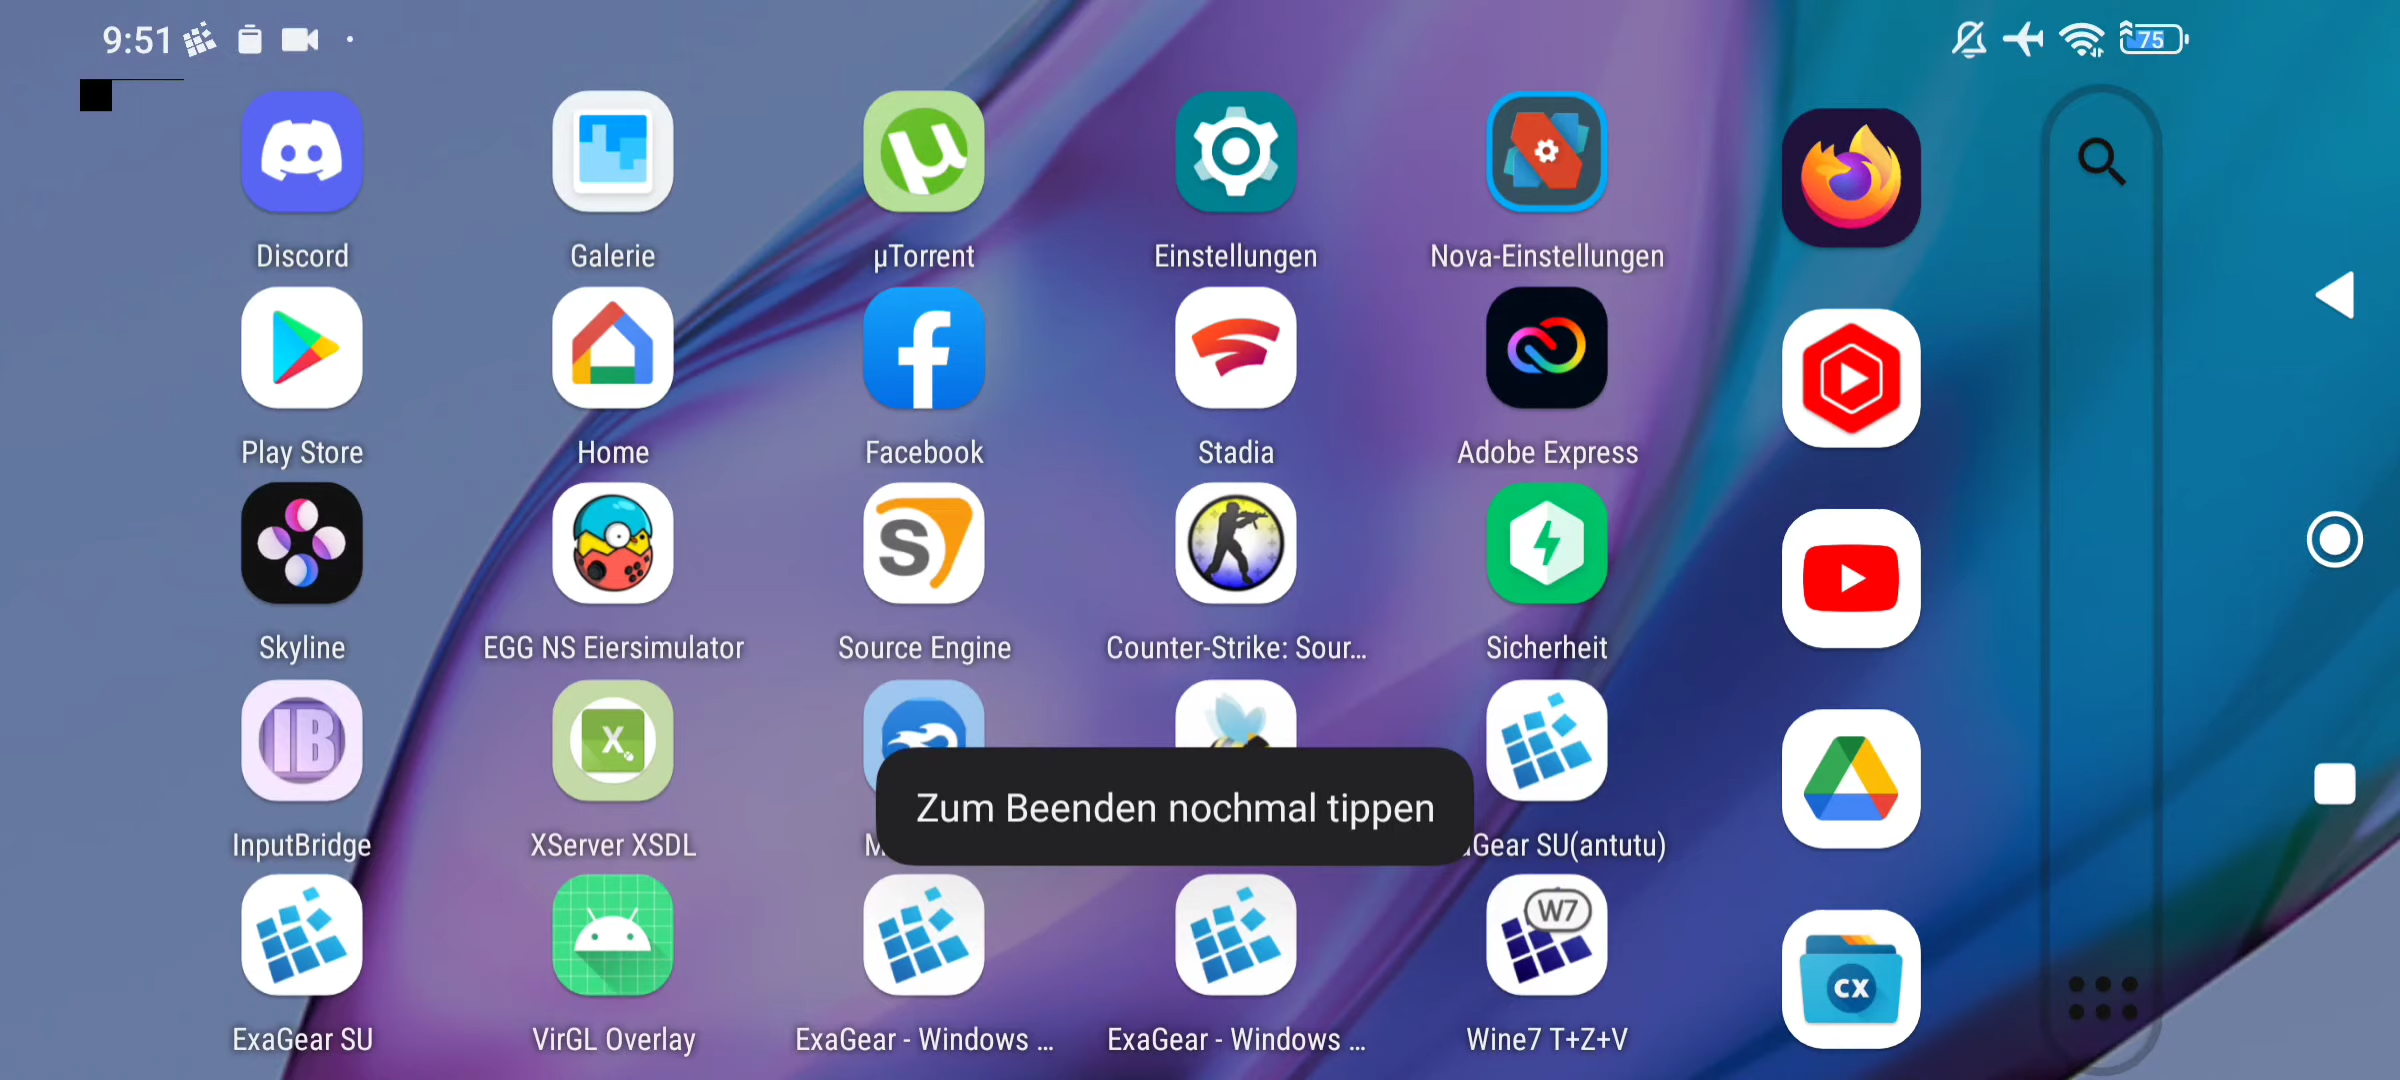 9:51
75
Discord
Galerie
µTorrent
Einstellungen
Nova-Einstellungen
Play Store
Home
Facebook
Stadia
Adobe Express
Skyline
EGG NS Eiersimulator
Source Engine
Counter-Strike: Sour...
Sicherheit
IB
X
Zum Beenden nochmal tippen
InputBridge
XServer XSDL
M
Gear SU(antutu)
W7
CX
ExaGear SU
VirGL Overlay
ExaGear - Windows ...
ExaGear - Windows ...
Wine7 T+Z+V